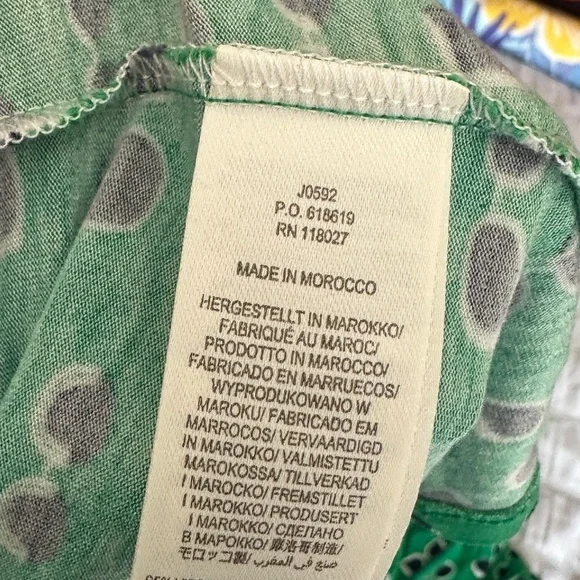 J0592
P.O. 618619
RN 118027
MADE IN MOROCCO
HERGESTELLT IN MAROKKO/
FABRIQUÉ AU MAROC/
PRODOTTO IN MAROCCO/
FABRICADO EN MARRUECOS/
WYPRODUKOWANO W
MAROKU/ FABRICADO EM
MARROCOS/ VERVAARDIGD
IN MAROKKO/ VALMISTETTU
MAROKOSSA/ TILLVERKAD
I MAROCKO/ FREMSTILLET
I MAROKKO/ PRODUSERT
I MAROKKO/ СДЕЛАНО
В МАРОККО/ 摩洛哥制造/
モロッコ製/ صنع في المغرب